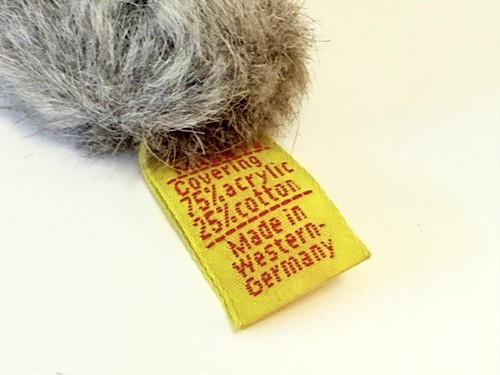 Covering
75% acrylic
25% cotton
Made in
Western-
Germany